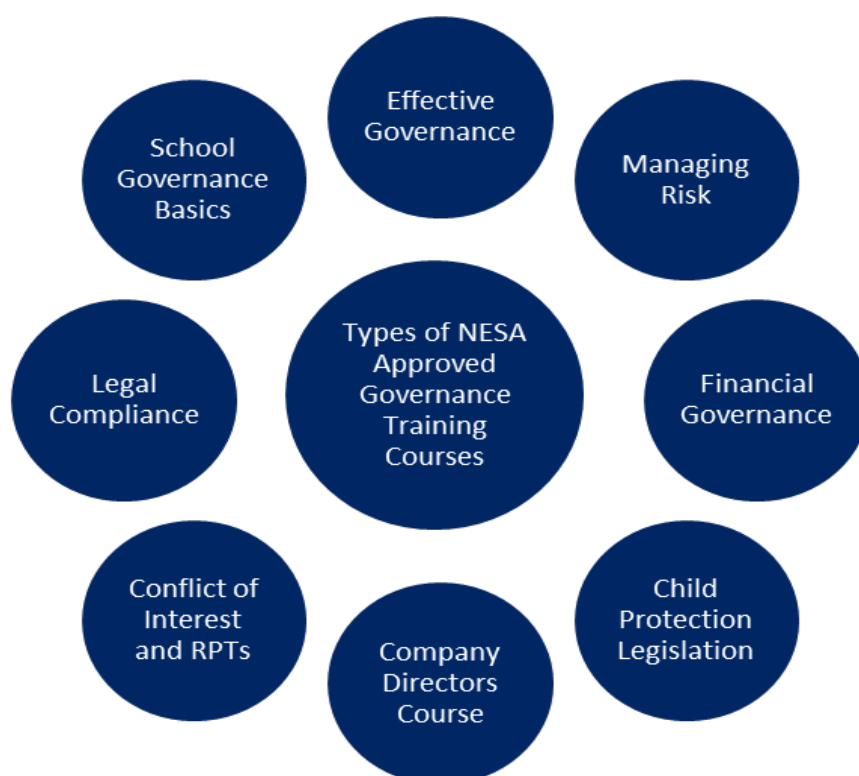 Effective
Governance
Managing
Risk
Financial
Governance
Child
Protection
Legislation
Company
Directors
Course
Conflict of
Interest
and RPTs
Legal
Compliance
School
Governance
Basics
Types of NESA
Approved
Governance
Training
Courses